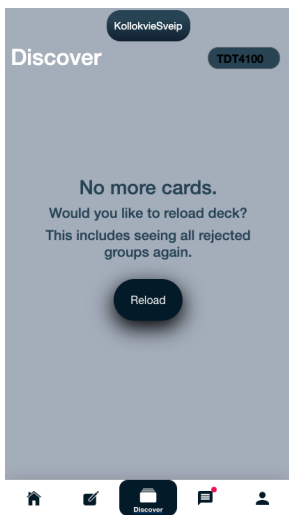 KollokvieSveip
Discover
TDT4100
No more cards.
Would you like to reload deck?
This includes seeing all rejected
groups again.
Reload
Discover